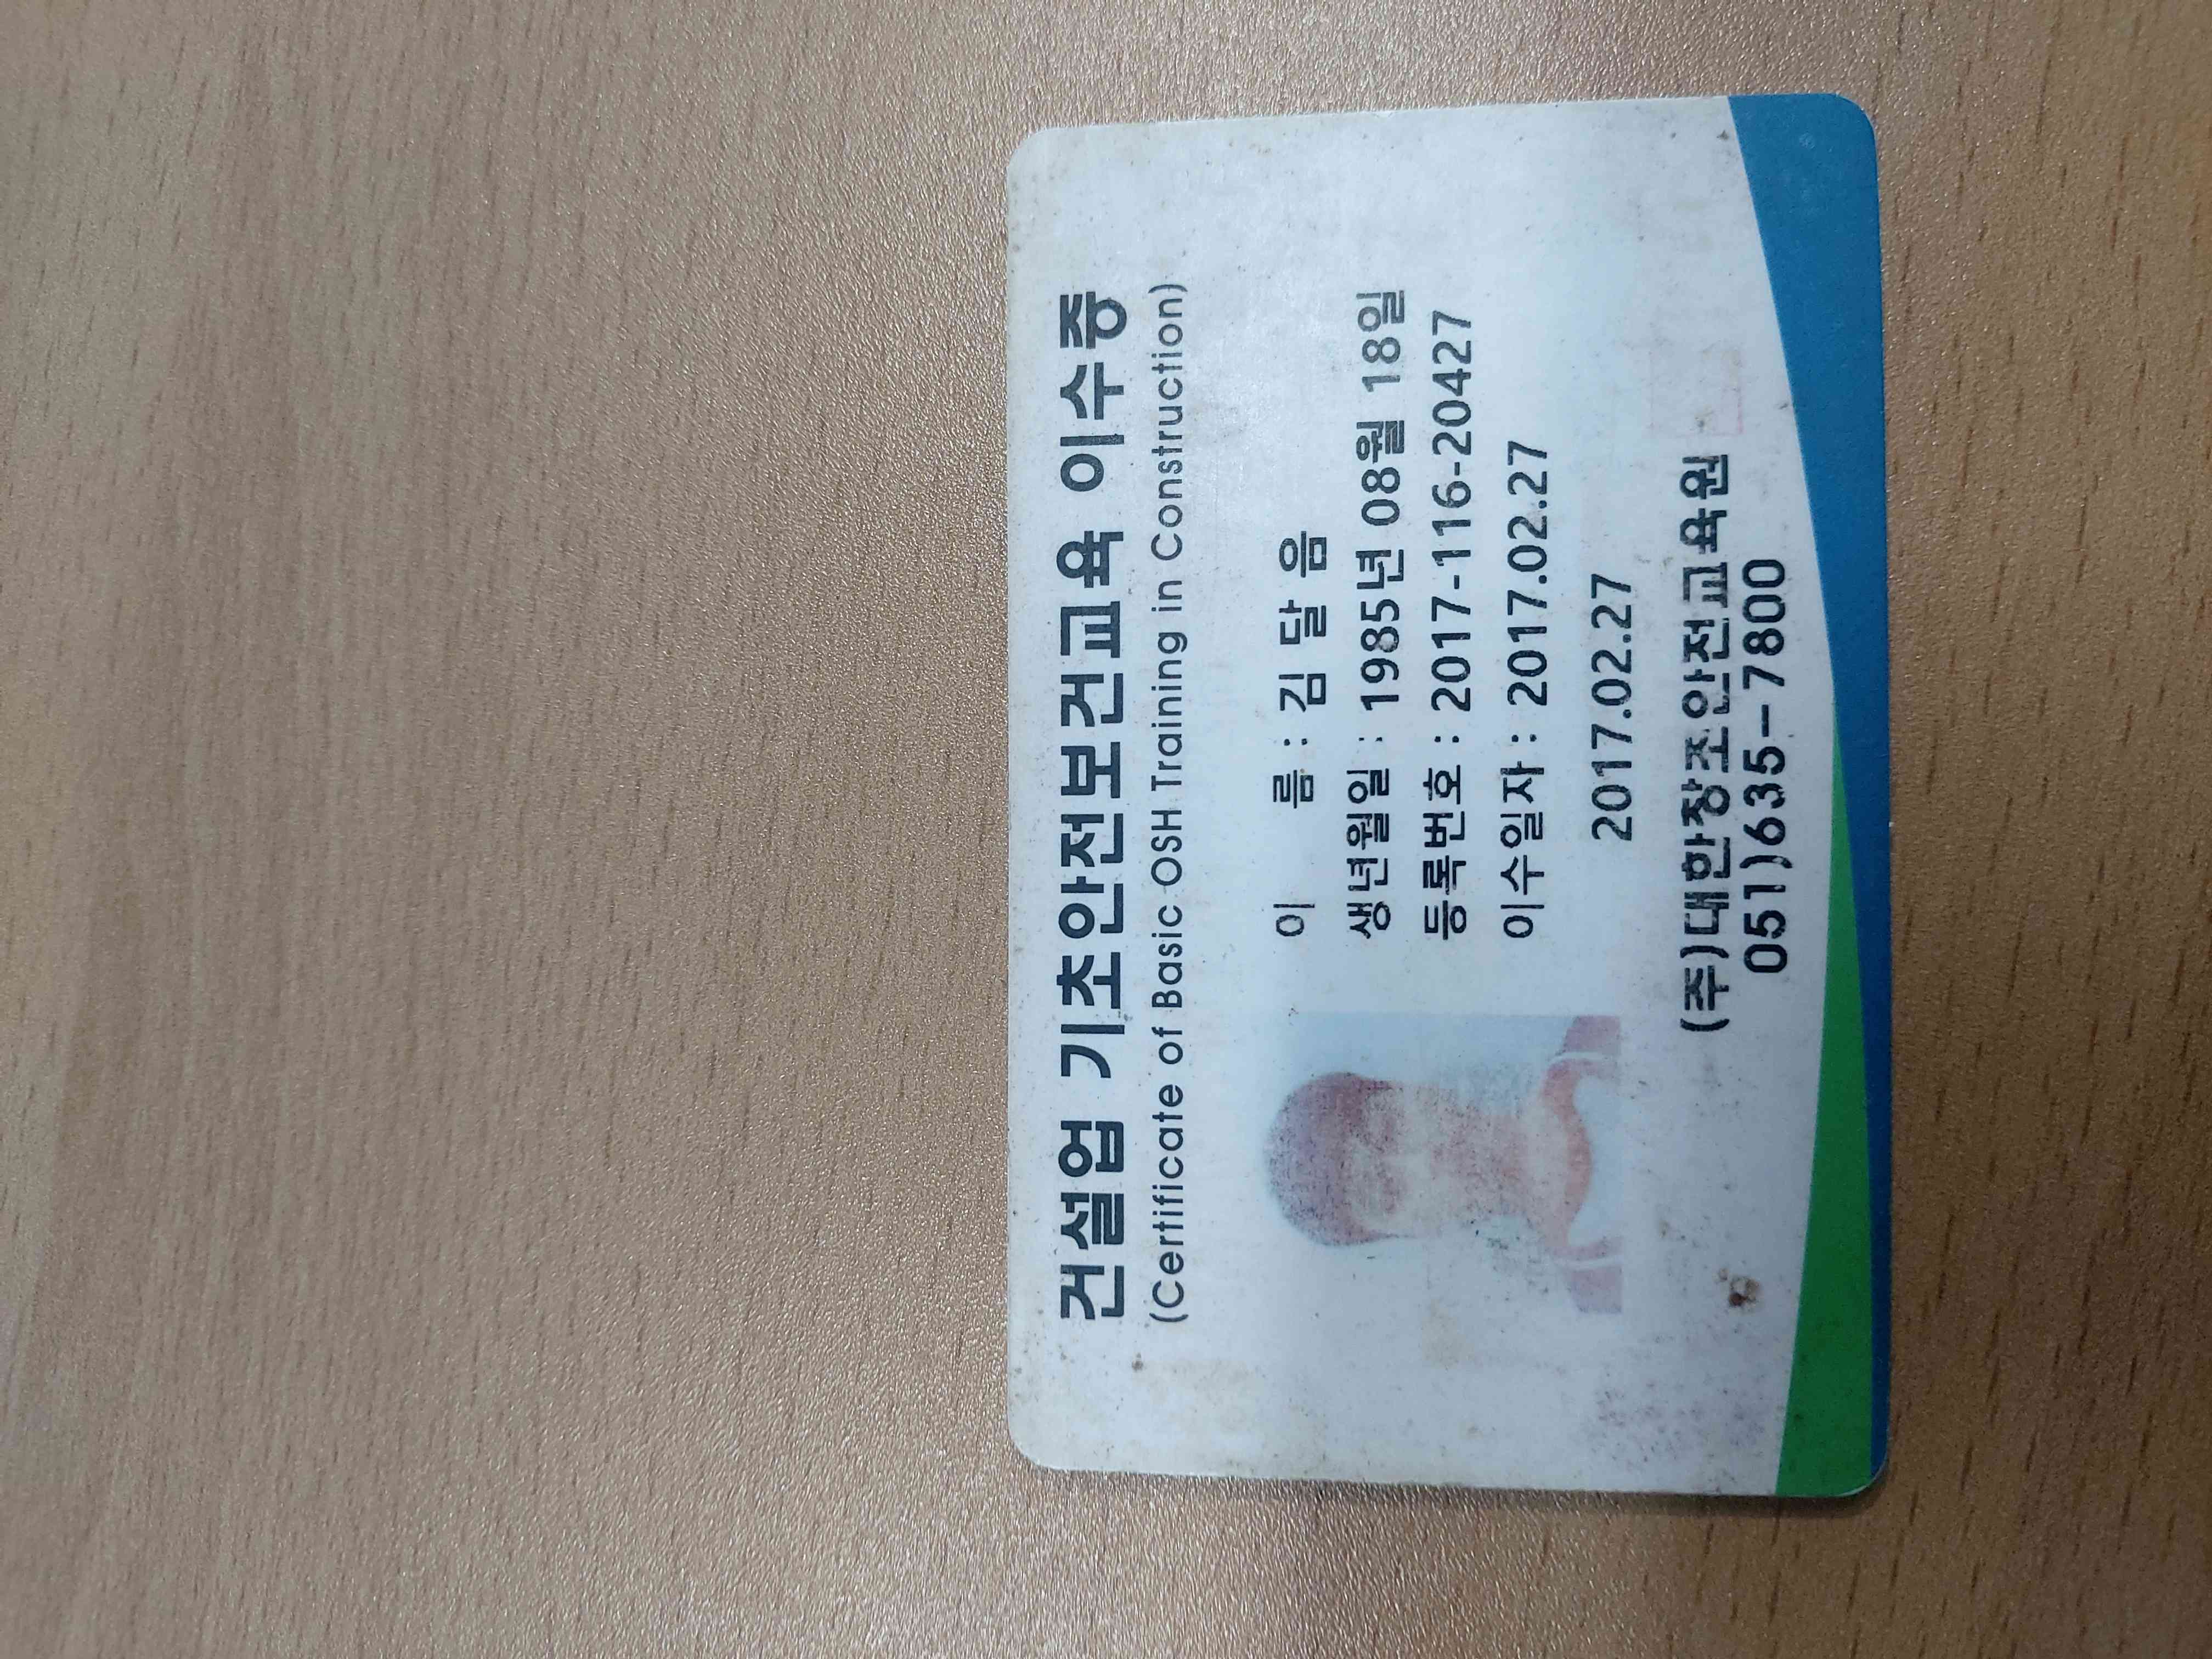 건설업 기초안전보건교육 이수증
(Certificate of Basic OSH Training in Construction)
이 름 : 김 달 음
생년월일 : 1985년 08월 18일
등록번호 : 2017-116-20427
이수일자 : 2017.02.27
2017.02.27
(주)대한창조안전교육원
051)635-7800